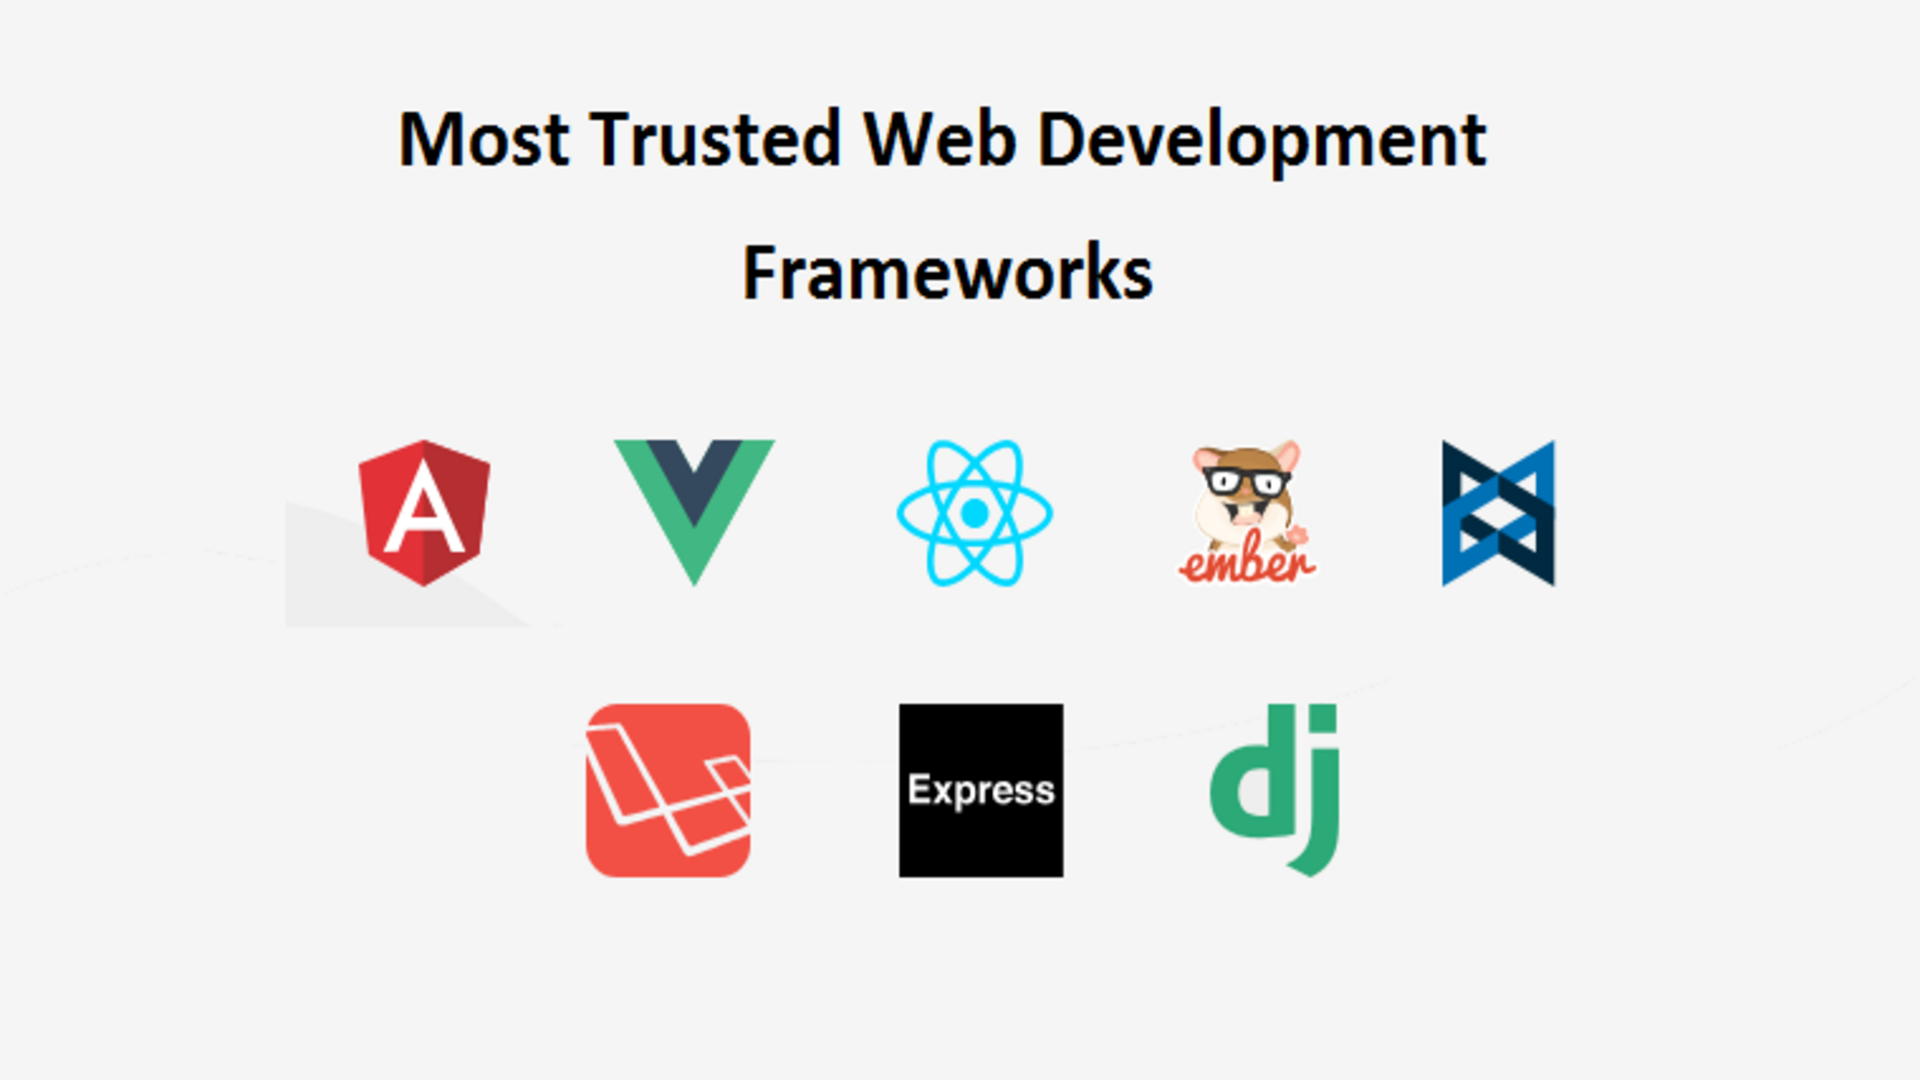 Most Trusted Web Development
Frameworks
A
ember
Express
dj